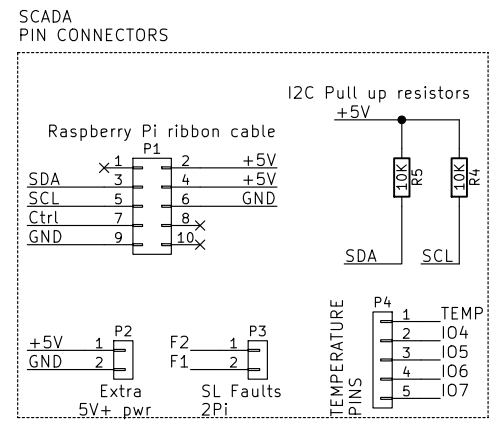 SCADA
PIN CONNECTORS
I2C Pull up resistors
+5V
Raspberry Pi ribbon cable
P1
1 2 +5V
SDA 3 4 +5V
SCL 5 6 GND
Ctrl 7 8
GND 9 10
10K R5 10K R4
SDA SCL
P2
+5V 1
GND 2
Extra
5V+ pwr
P3
F2 1
F1 2
SL Faults
2Pi
TEMPERATURE
PINS
P4
1 TEMP
2 IO4
3 IO5
4 IO6
5 IO7